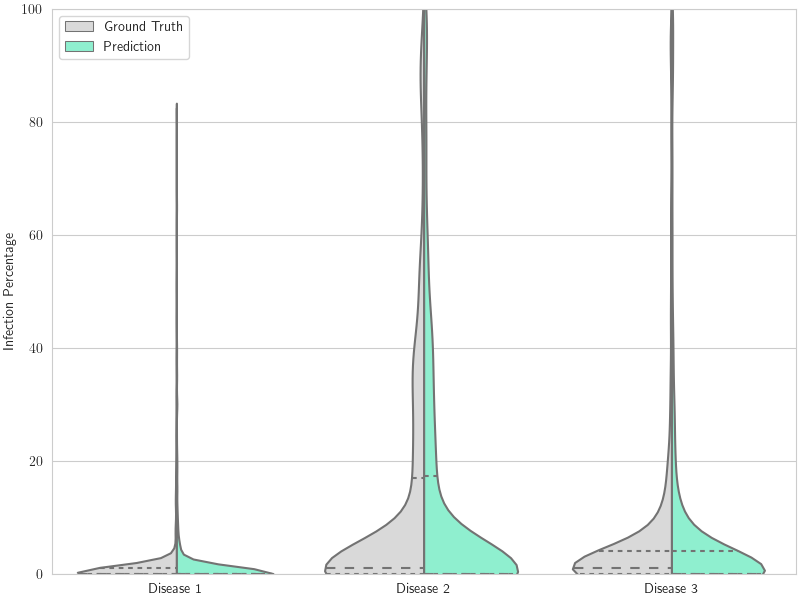 100
80
60
40
20
0
Infection Percentage
Ground Truth
Prediction
Disease 1
Disease 2
Disease 3